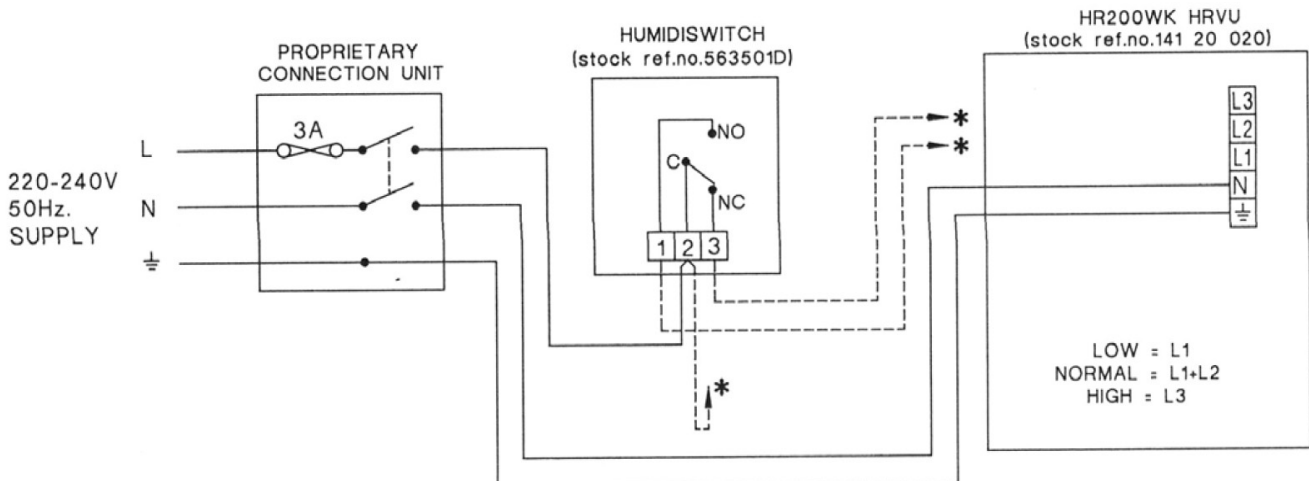 PROPRIETARY
CONNECTION UNIT
HUMIDISWITCH
(stock ref.no.563501D)
HR200WK HRVU
(stock ref.no.141 20 020)
220-240V
50Hz.
SUPPLY
L
N
3A
NO
C
NC
1 2 3
*
*
*
L3
L2
L1
N
LOW = L1
NORMAL = L1+L2
HIGH = L3